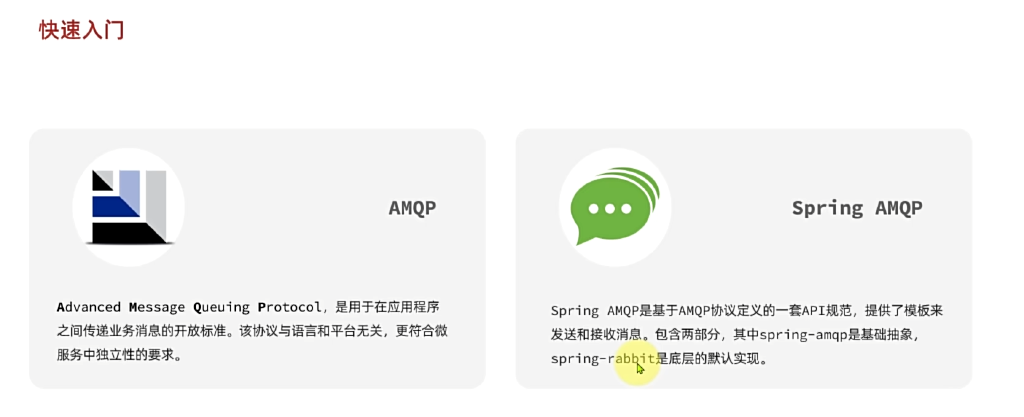 快速入门
AMQP
Advanced Message Queuing Protocol，是用于在应用程序
之间传递业务消息的开放标准。该协议与语言和平台无关，更符合微
服务中独立性的要求。
Spring AMQP
Spring AMQP是基于AMQP协议定义的一套API规范，提供了模板来
发送和接收消息。包含两部分，其中spring-amqp是基础抽象，
spring-rabbit是底层的默认实现。